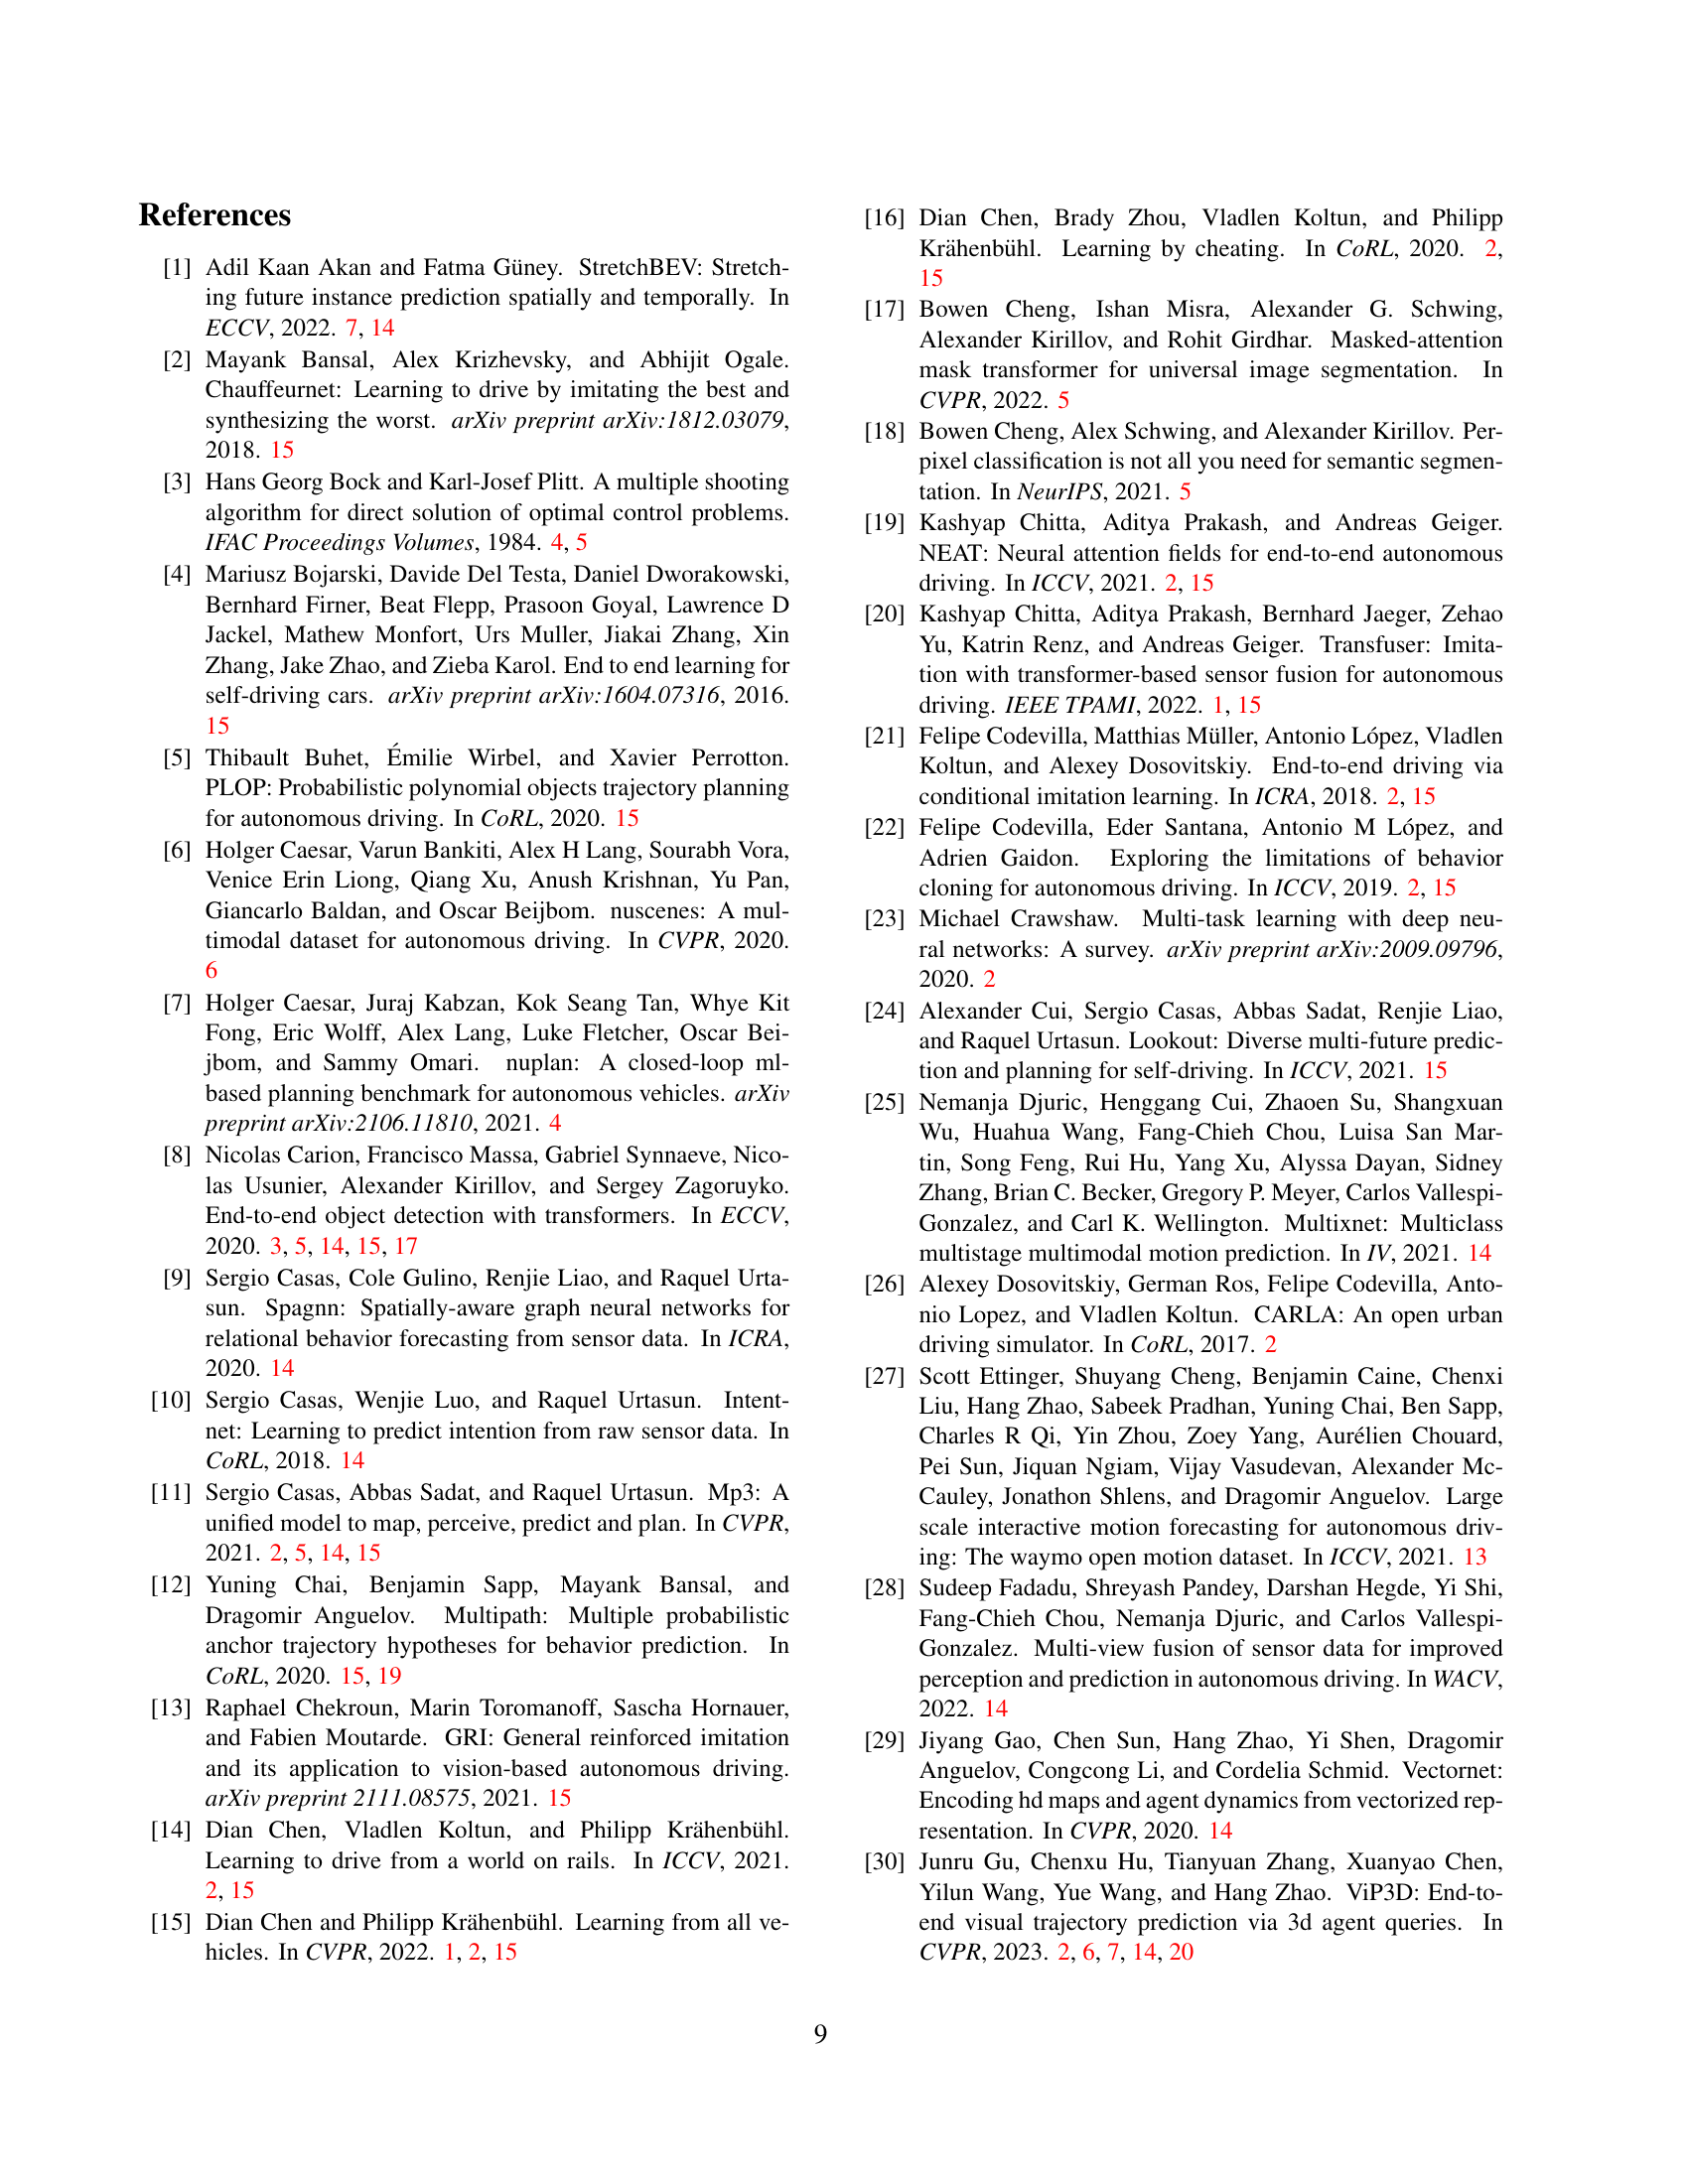 References
[1] Adil Kaan Akan and Fatma Güney. StretchBEV: Stretch-
ing future instance prediction spatially and temporally. In
ECCV, 2022. 7, 14
[2] Mayank Bansal, Alex Krizhevsky, and Abhijit Ogale.
Chauffeurnet: Learning to drive by imitating the best and
synthesizing the worst. arXiv preprint arXiv:1812.03079,
2018. 15
[3] Hans Georg Bock and Karl-Josef Plitt. A multiple shooting
algorithm for direct solution of optimal control problems.
IFAC Proceedings Volumes, 1984. 4, 5
[4] Mariusz Bojarski, Davide Del Testa, Daniel Dworakowski,
Bernhard Firner, Beat Flepp, Prasoon Goyal, Lawrence D
Jackel, Mathew Monfort, Urs Muller, Jiakai Zhang, Xin
Zhang, Jake Zhao, and Zieba Karol. End to end learning for
self-driving cars. arXiv preprint arXiv:1604.07316, 2016.
15
[5] Thibault Buhet, Émilie Wirbel, and Xavier Perrotton.
PLOP: Probabilistic polynomial objects trajectory planning
for autonomous driving. In CoRL, 2020. 15
[6] Holger Caesar, Varun Bankiti, Alex H Lang, Sourabh Vora,
Venice Erin Liong, Qiang Xu, Anush Krishnan, Yu Pan,
Giancarlo Baldan, and Oscar Beijbom. nuscenes: A mul-
timodal dataset for autonomous driving. In CVPR, 2020.
6
[7] Holger Caesar, Juraj Kabzan, Kok Seang Tan, Whye Kit
Fong, Eric Wolff, Alex Lang, Luke Fletcher, Oscar Bei-
jbom, and Sammy Omari. nuplan: A closed-loop ml-
based planning benchmark for autonomous vehicles. arXiv
preprint arXiv:2106.11810, 2021. 4
[8] Nicolas Carion, Francisco Massa, Gabriel Synnaeve, Nico-
las Usunier, Alexander Kirillov, and Sergey Zagoruyko.
End-to-end object detection with transformers. In ECCV,
2020. 3, 5, 14, 15, 17
[9] Sergio Casas, Cole Gulino, Renjie Liao, and Raquel Urta-
sun. Spagnn: Spatially-aware graph neural networks for
relational behavior forecasting from sensor data. In ICRA,
2020. 14
[10] Sergio Casas, Wenjie Luo, and Raquel Urtasun. Intent-
net: Learning to predict intention from raw sensor data. In
CoRL, 2018. 14
[11] Sergio Casas, Abbas Sadat, and Raquel Urtasun. Mp3: A
unified model to map, perceive, predict and plan. In CVPR,
2021. 2, 5, 14, 15
[12] Yuning Chai, Benjamin Sapp, Mayank Bansal, and
Dragomir Anguelov. Multipath: Multiple probabilistic
anchor trajectory hypotheses for behavior prediction. In
CoRL, 2020. 15, 19
[13] Raphael Chekroun, Marin Toromanoff, Sascha Hornauer,
and Fabien Moutarde. GRI: General reinforced imitation
and its application to vision-based autonomous driving.
arXiv preprint 2111.08575, 2021. 15
[14] Dian Chen, Vladlen Koltun, and Philipp Krähenbühl.
Learning to drive from a world on rails. In ICCV, 2021.
2, 15
[15] Dian Chen and Philipp Krähenbühl. Learning from all ve-
hicles. In CVPR, 2022. 1, 2, 15
[16] Dian Chen, Brady Zhou, Vladlen Koltun, and Philipp
Krähenbühl. Learning by cheating. In CoRL, 2020. 2,
15
[17] Bowen Cheng, Ishan Misra, Alexander G. Schwing,
Alexander Kirillov, and Rohit Girdhar. Masked-attention
mask transformer for universal image segmentation. In
CVPR, 2022. 5
[18] Bowen Cheng, Alex Schwing, and Alexander Kirillov. Per-
pixel classification is not all you need for semantic segmen-
tation. In NeurIPS, 2021. 5
[19] Kashyap Chitta, Aditya Prakash, and Andreas Geiger.
NEAT: Neural attention fields for end-to-end autonomous
driving. In ICCV, 2021. 2, 15
[20] Kashyap Chitta, Aditya Prakash, Bernhard Jaeger, Zehao
Yu, Katrin Renz, and Andreas Geiger. Transfuser: Imita-
tion with transformer-based sensor fusion for autonomous
driving. IEEE TPAMI, 2022. 1, 15
[21] Felipe Codevilla, Matthias Müller, Antonio López, Vladlen
Koltun, and Alexey Dosovitskiy. End-to-end driving via
conditional imitation learning. In ICRA, 2018. 2, 15
[22] Felipe Codevilla, Eder Santana, Antonio M López, and
Adrien Gaidon. Exploring the limitations of behavior
cloning for autonomous driving. In ICCV, 2019. 2, 15
[23] Michael Crawshaw. Multi-task learning with deep neu-
ral networks: A survey. arXiv preprint arXiv:2009.09796,
2020. 2
[24] Alexander Cui, Sergio Casas, Abbas Sadat, Renjie Liao,
and Raquel Urtasun. Lookout: Diverse multi-future predic-
tion and planning for self-driving. In ICCV, 2021. 15
[25] Nemanja Djuric, Henggang Cui, Zhaoen Su, Shangxuan
Wu, Huahua Wang, Fang-Chieh Chou, Luisa San Mar-
tin, Song Feng, Rui Hu, Yang Xu, Alyssa Dayan, Sidney
Zhang, Brian C. Becker, Gregory P. Meyer, Carlos Vallespi-
Gonzalez, and Carl K. Wellington. Multixnet: Multiclass
multistage multimodal motion prediction. In IV, 2021. 14
[26] Alexey Dosovitskiy, German Ros, Felipe Codevilla, Anto-
nio Lopez, and Vladlen Koltun. CARLA: An open urban
driving simulator. In CoRL, 2017. 2
[27] Scott Ettinger, Shuyang Cheng, Benjamin Caine, Chenxi
Liu, Hang Zhao, Sabeek Pradhan, Yuning Chai, Ben Sapp,
Charles R Qi, Yin Zhou, Zoey Yang, Aurélien Chouard,
Pei Sun, Jiquan Ngiam, Vijay Vasudevan, Alexander Mc-
Cauley, Jonathon Shlens, and Dragomir Anguelov. Large
scale interactive motion forecasting for autonomous driv-
ing: The waymo open motion dataset. In ICCV, 2021. 13
[28] Sudeep Fadadu, Shreyash Pandey, Darshan Hegde, Yi Shi,
Fang-Chieh Chou, Nemanja Djuric, and Carlos Vallespi-
Gonzalez. Multi-view fusion of sensor data for improved
perception and prediction in autonomous driving. In WACV,
2022. 14
[29] Jiyang Gao, Chen Sun, Hang Zhao, Yi Shen, Dragomir
Anguelov, Congcong Li, and Cordelia Schmid. Vectornet:
Encoding hd maps and agent dynamics from vectorized rep-
resentation. In CVPR, 2020. 14
[30] Junru Gu, Chenxu Hu, Tianyuan Zhang, Xuanyao Chen,
Yilun Wang, Yue Wang, and Hang Zhao. ViP3D: End-to-
end visual trajectory prediction via 3d agent queries. In
CVPR, 2023. 2, 6, 7, 14, 20
9